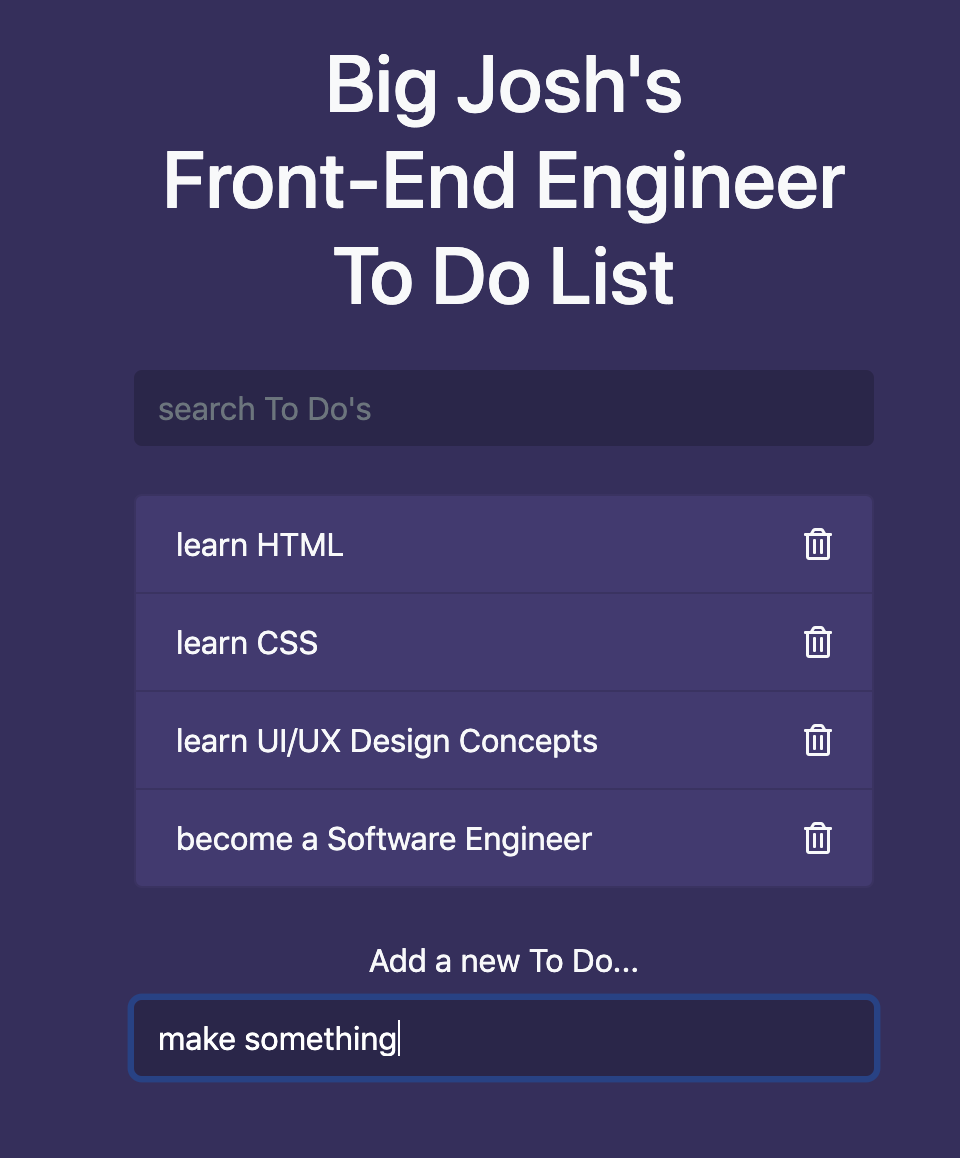 Big Josh's
Front-End Engineer
To Do List
search To Do's
learn HTML
learn CSS
learn UI/UX Design Concepts
become a Software Engineer
Add a new To Do...
make something